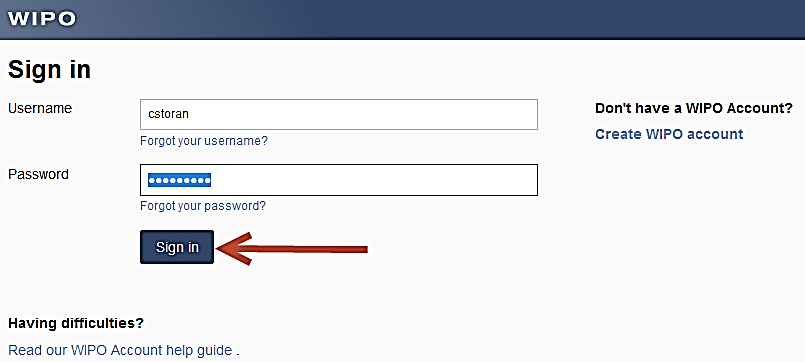 WIPO
Sign in
Username
cstoran
Forgot your username?
Password
•••••••••
Forgot your password?
Sign in
Don't have a WIPO Account?
Create WIPO account
Having difficulties?
Read our WIPO Account help guide .